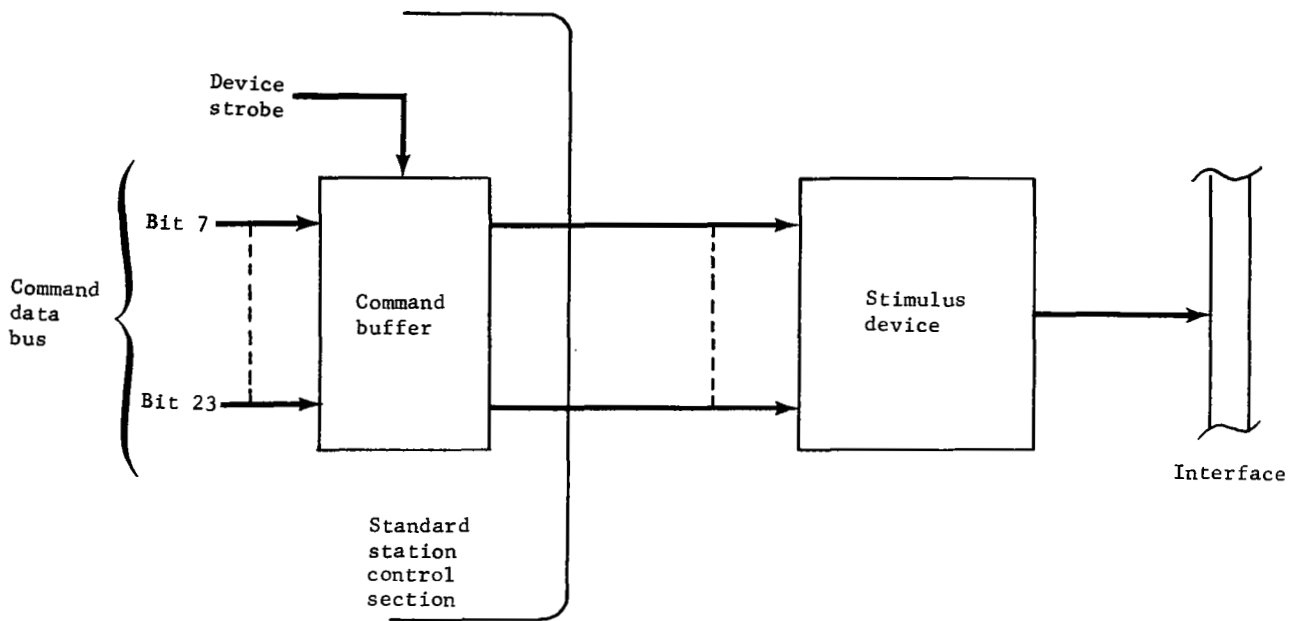 Device
strobe
Bit 7
Command
data
bus
Bit 23
Command
buffer
Stimulus
device
Interface
Standard
station
control
section